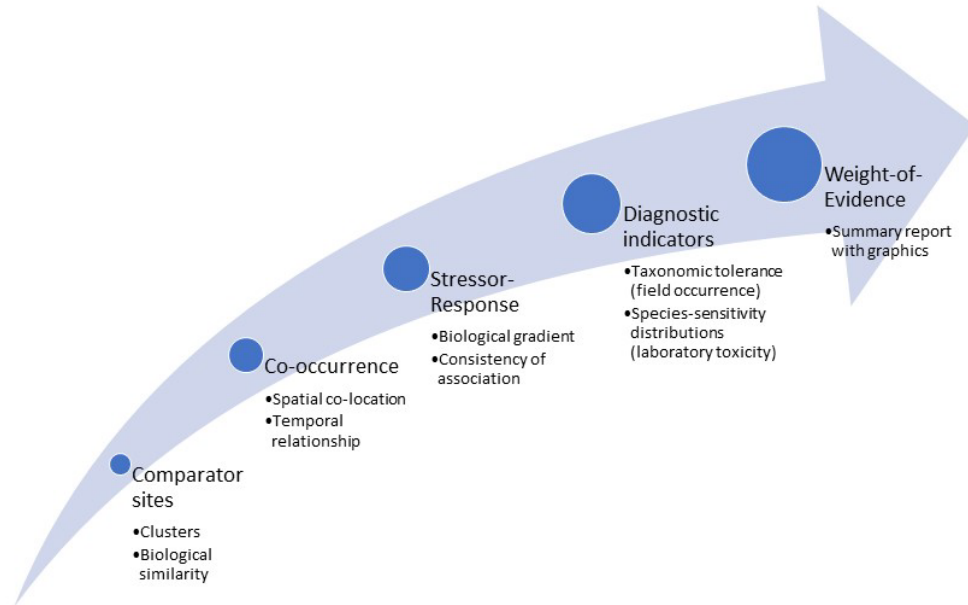 Comparator
sites
•Clusters
•Biological
similarity
Co-occurrence
•Spatial co-location
•Temporal
relationship
Stressor-
Response
•Biological gradient
•Consistency of
association
Diagnostic
indicators
•Taxonomic tolerance
(field occurrence)
•Species-sensitivity
distributions
(laboratory toxicity)
Weight-of-
Evidence
•Summary report
with graphics